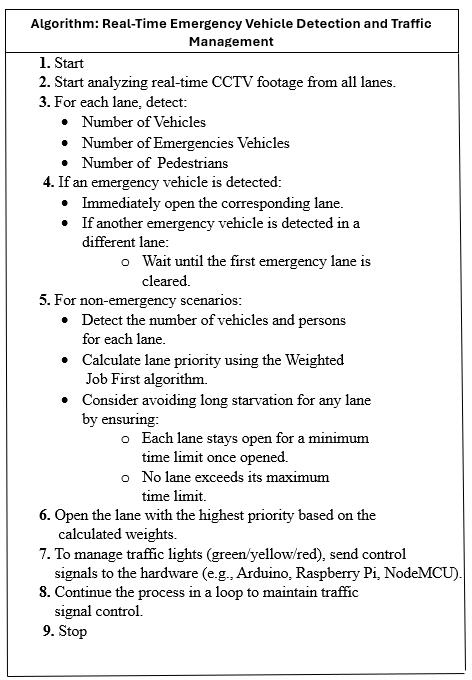 Algorithm: Real-Time Emergency Vehicle Detection and Traffic
Management
1. Start
2. Start analyzing real-time CCTV footage from all lanes.
3. For each lane, detect:
• Number of Vehicles
• Number of Emergencies Vehicles
• Number of Pedestrians
4. If an emergency vehicle is detected:
• Immediately open the corresponding lane.
• If another emergency vehicle is detected in a
different lane:
o Wait until the first emergency lane is
cleared.
5. For non-emergency scenarios:
• Detect the number of vehicles and persons
for each lane.
• Calculate lane priority using the Weighted
Job First algorithm.
• Consider avoiding long starvation for any lane
by ensuring:
o Each lane stays open for a minimum
time limit once opened.
o No lane exceeds its maximum
time limit.
6. Open the lane with the highest priority based on the
calculated weights.
7. To manage traffic lights (green/yellow/red), send control
signals to the hardware (e.g., Arduino, Raspberry Pi, NodeMCU).
8. Continue the process in a loop to maintain traffic
signal control.
9. Stop